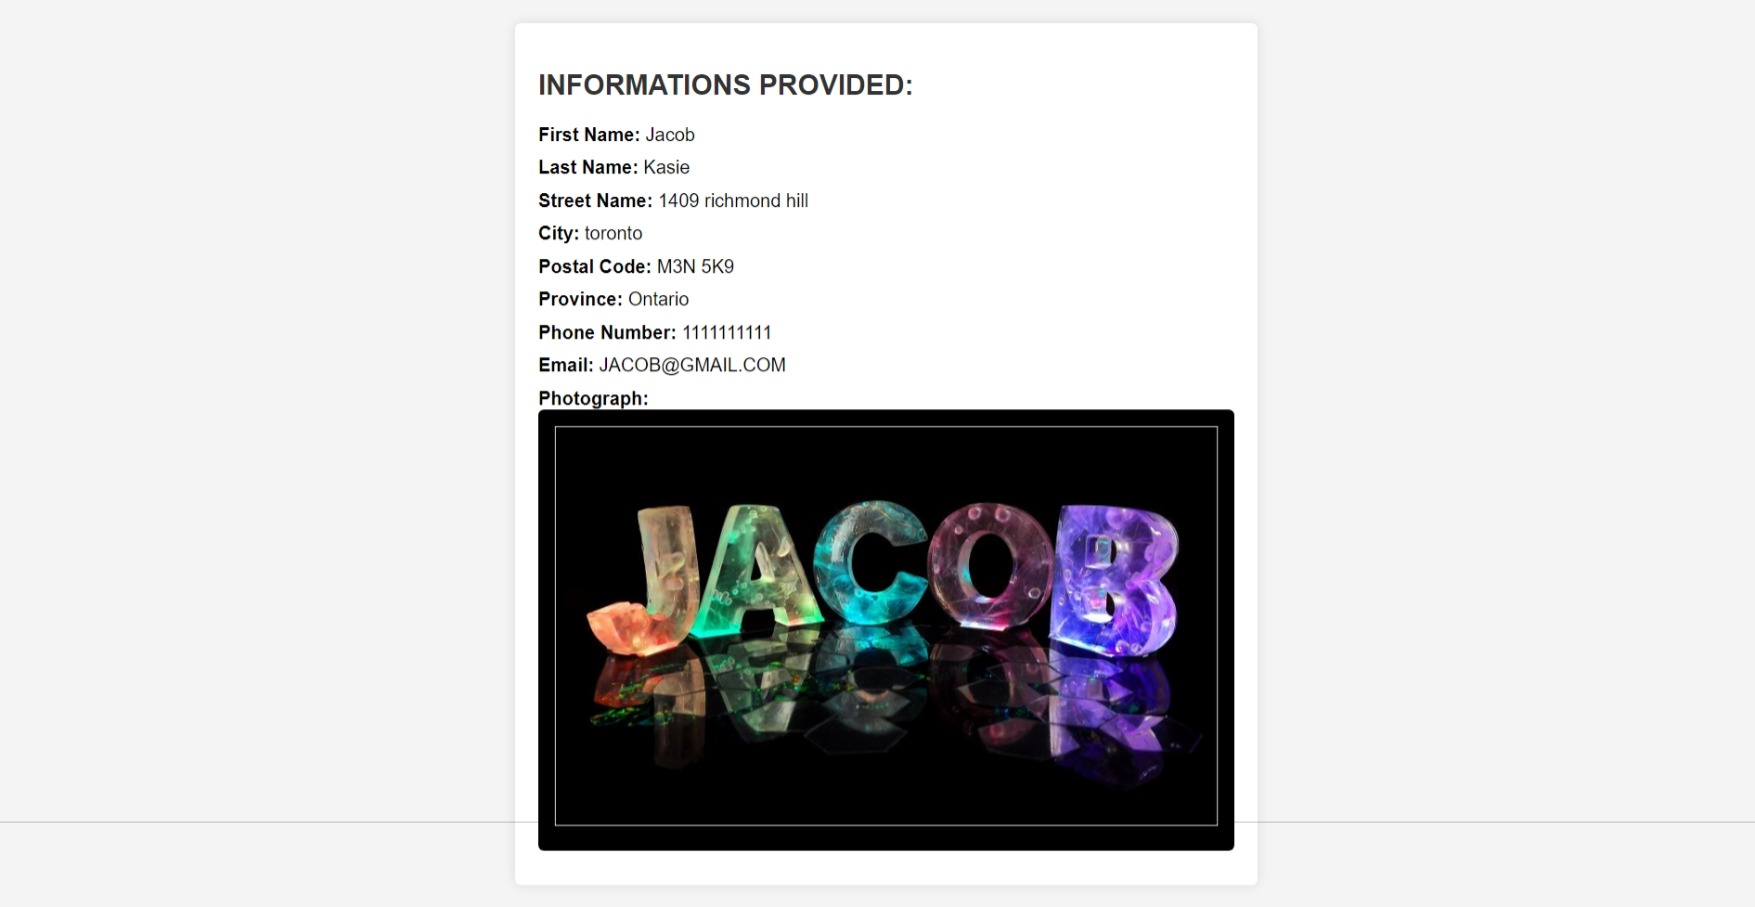 INFORMATIONS PROVIDED:
First Name: Jacob
Last Name: Kasie
Street Name: 1409 richmond hill
City: toronto
Postal Code: M3N 5K9
Province: Ontario
Phone Number: 1111111111
Email: JACOB@GMAIL.COM
Photograph:
JACOB